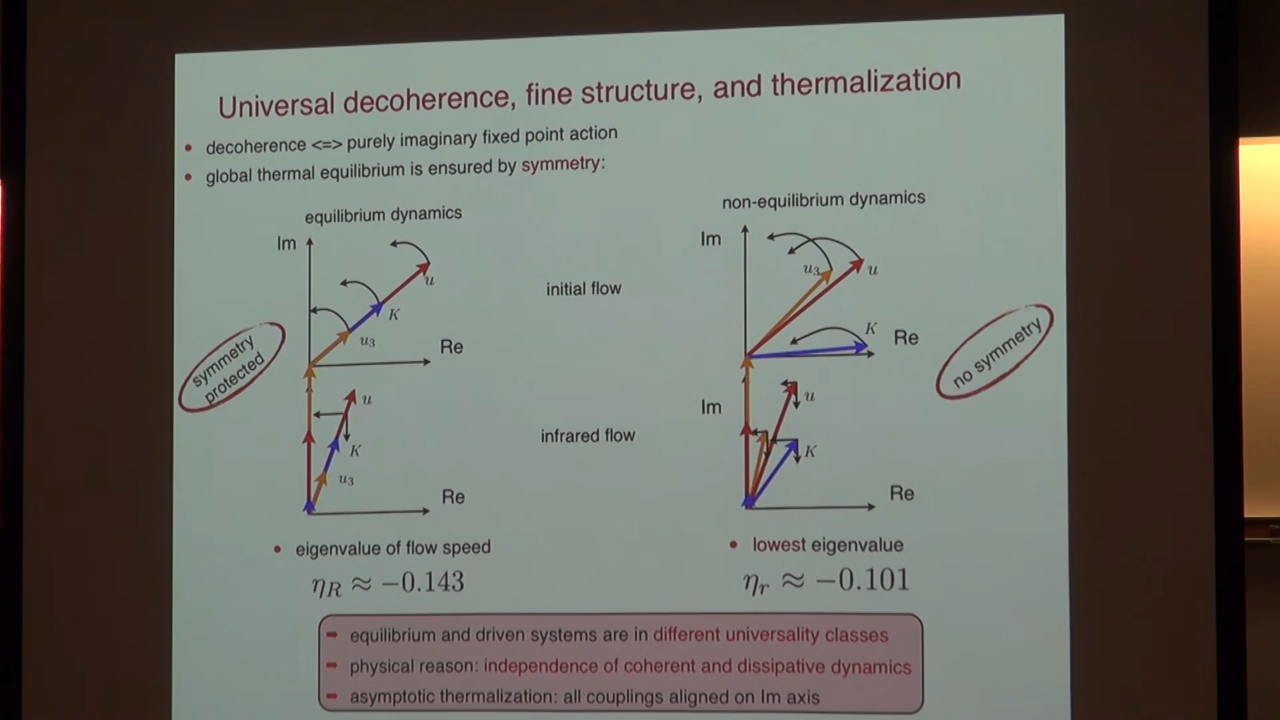 Universal decoherence, fine structure, and thermalization
• decoherence <=> purely imaginary fixed point action
• global thermal equilibrium is ensured by symmetry:
equilibrium dynamics
non-equilibrium dynamics
Im
u
K
u₃
Re
initial flow
Im
u₃
u
K
Re
symmetry
protected
no symmetry
u
K
u₃
Re
infrared flow
Im
u
K
Re
• eigenvalue of flow speed
η_R ≈ −0.143
• lowest eigenvalue
η_r ≈ −0.101
➡ equilibrium and driven systems are in different universality classes
➡ physical reason: independence of coherent and dissipative dynamics
➡ asymptotic thermalization: all couplings aligned on Im axis